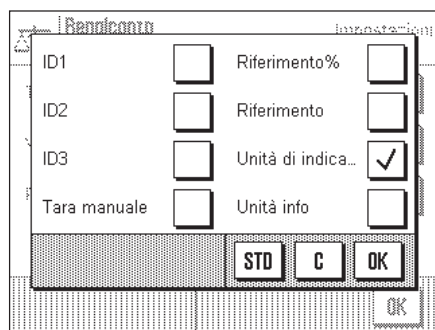 Rendiconto Impostazioni
ID1 Riferimento%
ID2 Riferimento
ID3 Unità di indica...
Tara manuale Unità info
STD C OK
OK